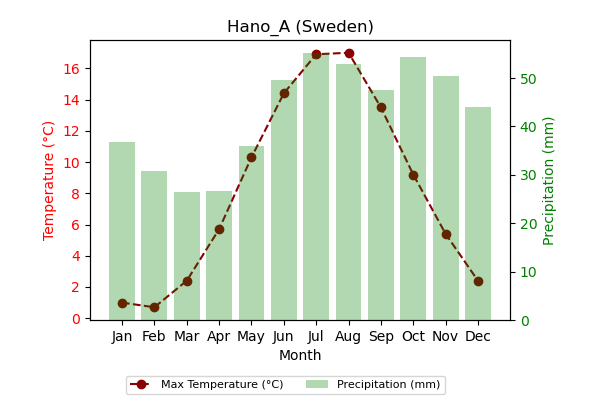 Hano_A (Sweden)
16
14
12
10
8
6
4
2
0
Temperature (°C)
50
40
30
20
10
0
Precipitation (mm)
Jan Feb Mar Apr May Jun Jul Aug Sep Oct Nov Dec
Month
Max Temperature (°C) Precipitation (mm)